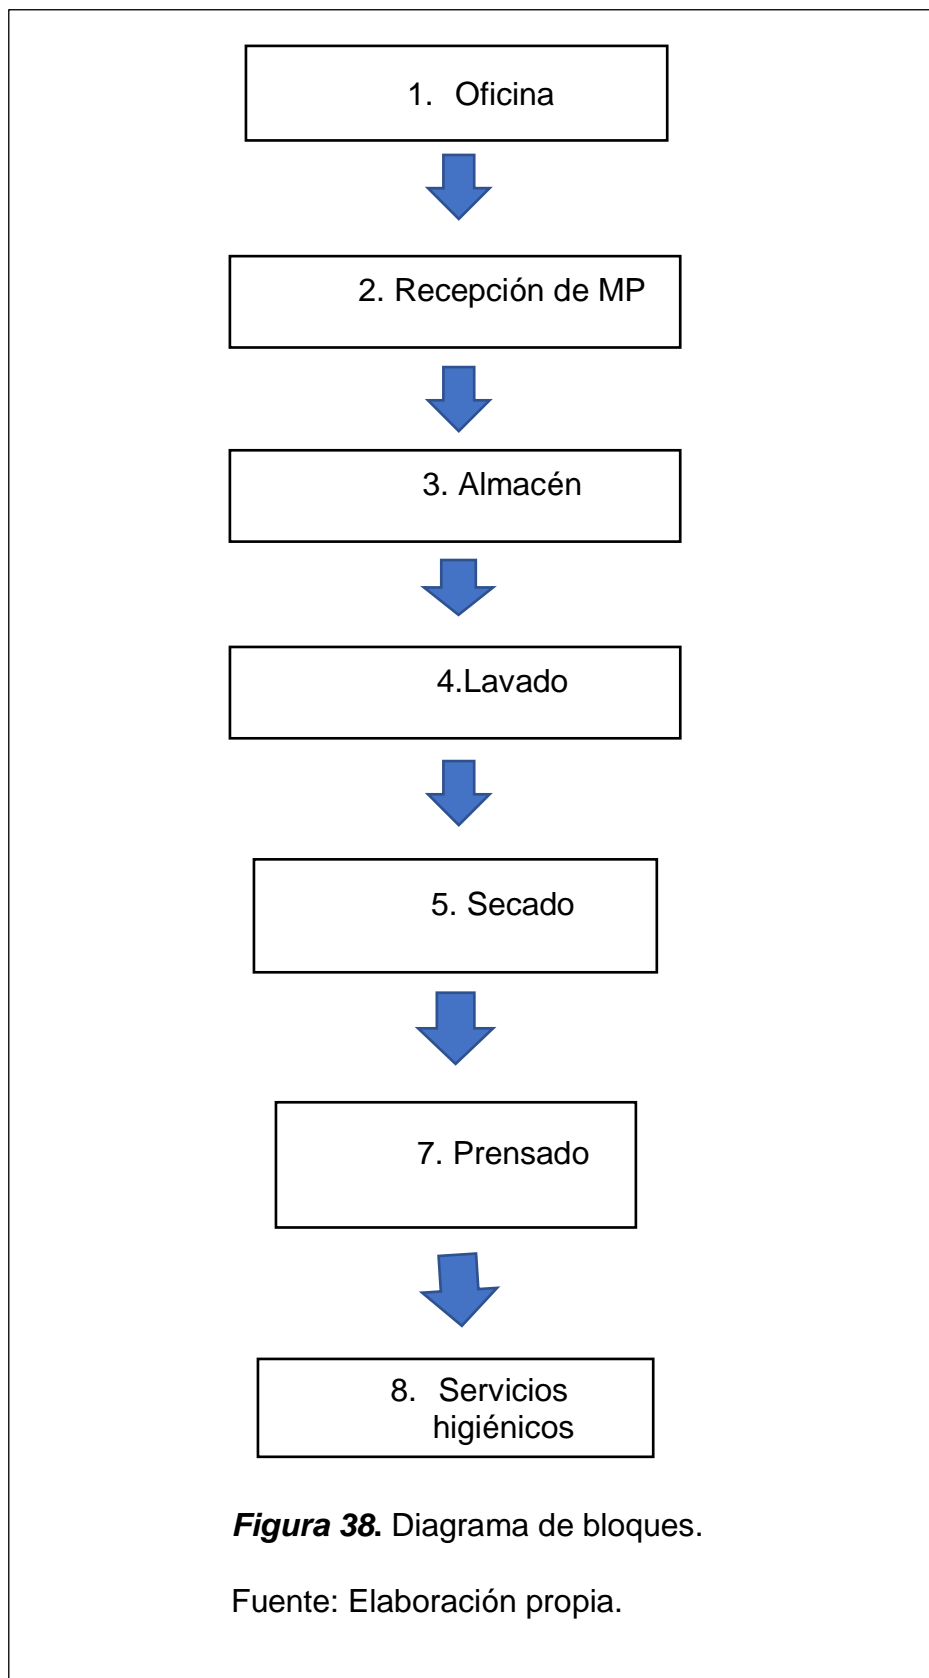 1. Oficina
2. Recepción de MP
3. Almacén
4.Lavado
5. Secado
7. Prensado
8. Servicios
higiénicos
Figura 38. Diagrama de bloques.
Fuente: Elaboración propia.